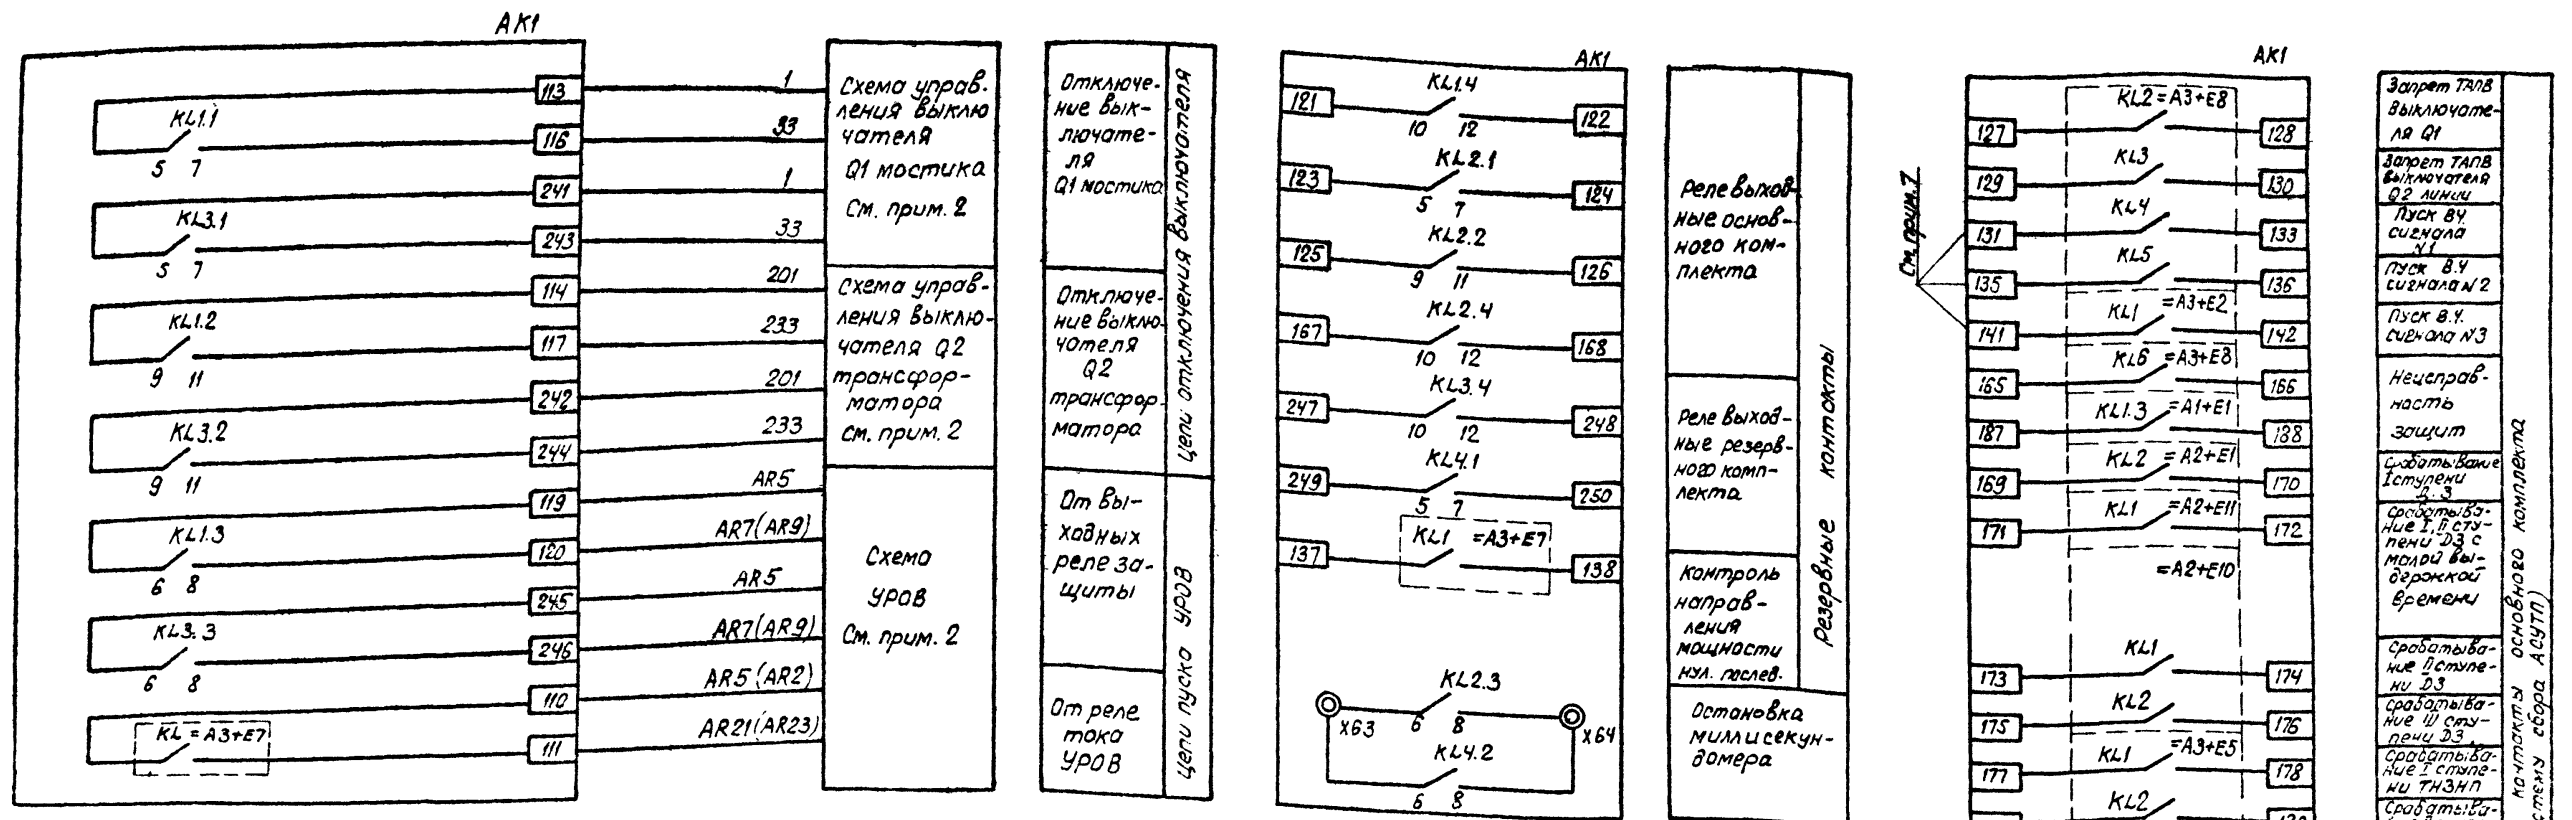 АК1
KL1.1
5 7
113
1
116
33
KL3.1
5 7
241
1
243
33
KL1.2
9 11
114
201
117
233
KL3.2
9 11
242
201
244
233
KL1.3
6 8
119
AR5
120
AR7(AR9)
KL3.3
6 8
245
AR5
246
AR7(AR9)
110
AR5(AR2)
KL =A3+E7
111
AR21(AR23)
Схема управ-
ления выклю
чателя
Q1 мостика
См. прим. 2
Схема управ-
ления выклю-
чателя Q2
трансфор-
матора
см. прим. 2
Схема
УРОВ
См. прим. 2
Отключе-
ние вык-
лючате-
ля
Q1 мостика
Отключе-
ние выклю-
чателя
Q2
трансфор
матора
От вы-
ходных
реле за-
щиты
От реле
тока
УРОВ
Цепи отключения выключателя
Цепи пуска УРОВ
АК1
121
KL1.4
10 12
122
123
KL2.1
5 7
124
125
KL2.2
9 11
126
167
KL2.4
10 12
168
247
KL3.4
10 12
248
249
KL4.1
5 7
250
137
KL1 =A3+E7
138
X63
KL2.3
6 8
X64
KL4.2
6 8
Реле выход-
ные основ-
ного ком-
плекта
Реле выход-
ные резерв-
ного комп-
лекта
Контроль
направ-
ления
мощности
нул. послед.
Остановка
миллисекун-
домера
Резервные контакты
АК1
См. прим. 7
KL2 =A3+E8
127
128
KL3
129
130
KL4
131
133
KL5
135
136
KL1 =A3+E2
141
142
KL6 =A3+E8
165
166
KL1.3 =A1+E1
187
188
KL2 =A2+E1
169
170
KL1 =A2+E11
171
172
=A2+E10
KL1
173
174
KL2
175
176
KL1 =A3+E5
177
178
KL2
Запрет ТАПВ
выключате-
ля Q1
Запрет ТАПВ
выключателя
Q2 линии
Пуск ВЧ
сигнала
N1
Пуск В.Ч
сигнала N2
Пуск В.Ч.
сигнала N3
Неисправ-
ность
защит
Срабатывание
I ступени
Д.З
Срабатыва-
ние I, II сту-
пени ДЗ с
малой вы-
держкой
времени
Срабатыва-
ние II ступе-
ни ДЗ
Срабатыва-
ние III сту-
пени ДЗ
Срабатыва-
ние I ступе-
ни ТНЗНП
Срабатыва-
контакты основного комплекта
сбора АСУТП)